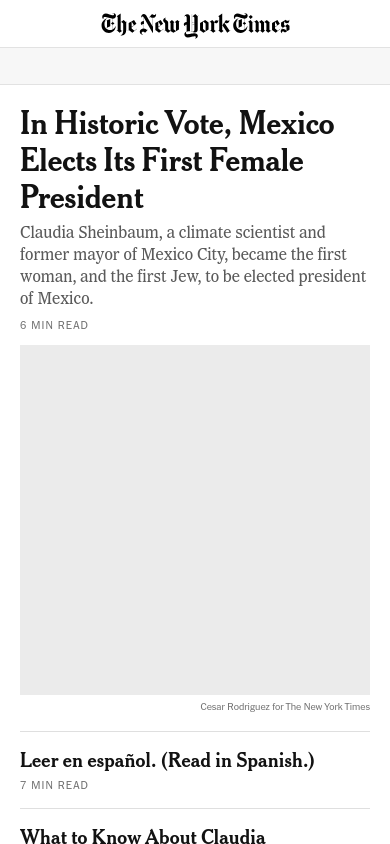 The New York Times
In Historic Vote, Mexico
Elects Its First Female
President
Claudia Sheinbaum, a climate scientist and
former mayor of Mexico City, became the first
woman, and the first Jew, to be elected president
of Mexico.
6 MIN READ
Cesar Rodriguez for The New York Times
Leer en español. (Read in Spanish.)
7 MIN READ
What to Know About Claudia